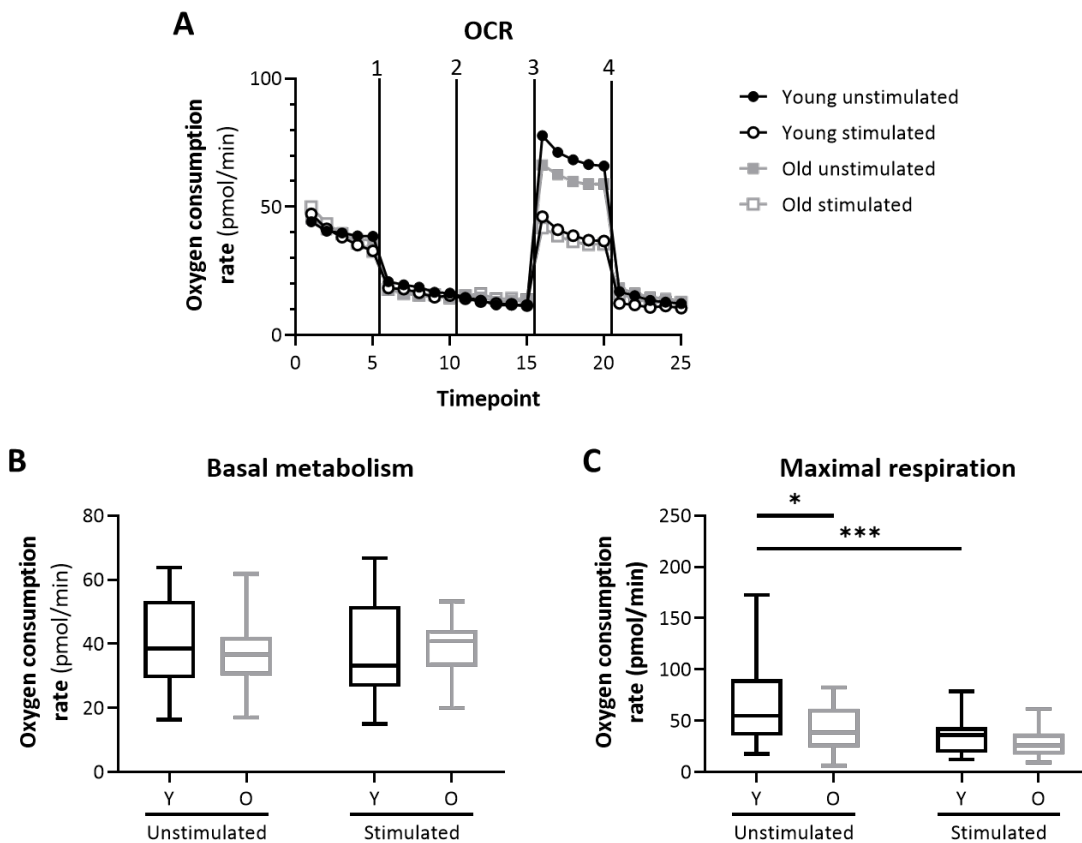 A
OCR
1 2 3 4
100
50
0
Oxygen consumption
rate (pmol/min)
0 5 10 15 20 25
Timepoint
Young unstimulated
Young stimulated
Old unstimulated
Old stimulated
B
Basal metabolism
80
60
40
20
0
Oxygen consumption
rate (pmol/min)
Y O Y O
Unstimulated Stimulated
C
Maximal respiration
*
***
250
200
150
100
50
0
Oxygen consumption
rate (pmol/min)
Y O Y O
Unstimulated Stimulated